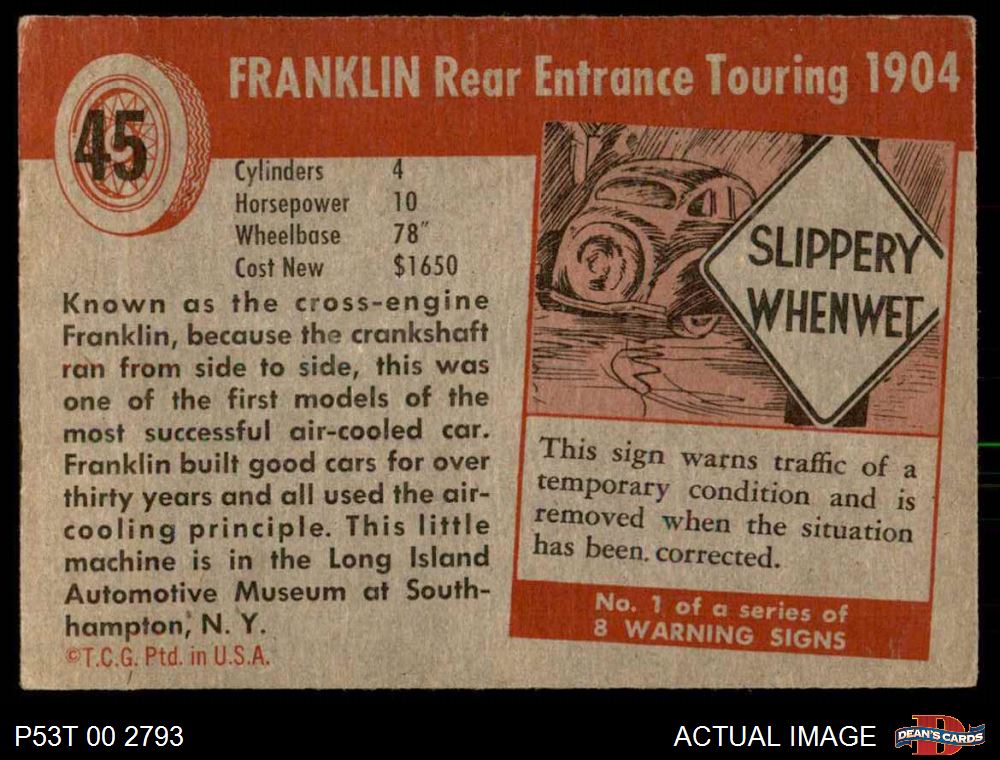 45
FRANKLIN Rear Entrance Touring 1904
Cylinders 4
Horsepower 10
Wheelbase 78"
Cost New $1650
Known as the cross-engine
Franklin, because the crankshaft
ran from side to side, this was
one of the first models of the
most successful air-cooled car.
Franklin built good cars for over
thirty years and all used the air-
cooling principle. This little
machine is in the Long Island
Automotive Museum at South-
hampton, N. Y.
©T.C.G. Ptd. in U.S.A.
SLIPPERY
WHEN WET
This sign warns traffic of a
temporary condition and is
removed when the situation
has been. corrected.
No. 1 of a series of
8 WARNING SIGNS
P53T 00 2793
ACTUAL IMAGE
D
DEAN'S CARDS